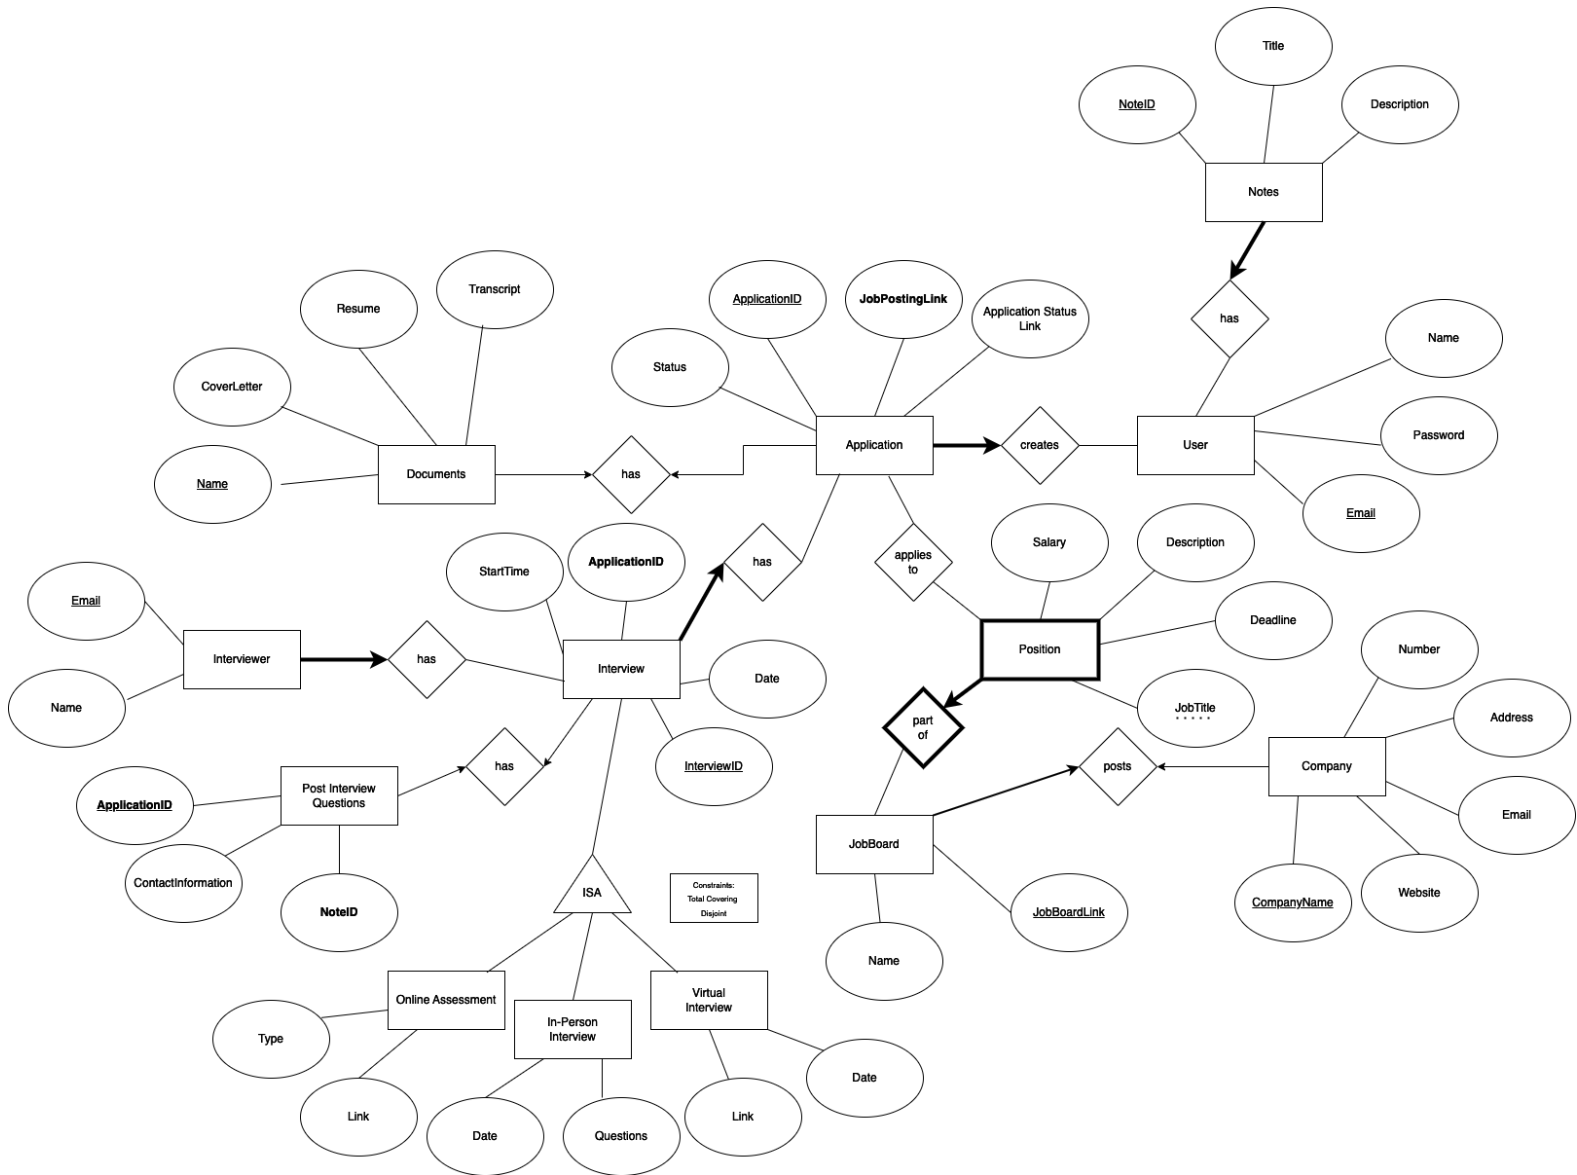 Title
NoteID
Description
Notes
has
Transcript
Resume
CoverLetter
Name
Documents
has
ApplicationID
JobPostingLink
Application Status
Link
Status
Application
creates
User
Name
Password
Email
StartTime
ApplicationID
has
applies
to
Salary
Description
Deadline
Position
JobTitle
Email
Interviewer
Name
has
Interview
Date
InterviewID
part
of
Number
Address
Company
posts
Email
CompanyName
Website
has
Post Interview
Questions
ApplicationID
ContactInformation
NoteID
JobBoard
JobBoardLink
Name
ISA
Constraints:
Total Covering
Disjoint
Online Assessment
In-Person
Interview
Virtual
Interview
Type
Link
Date
Questions
Link
Date